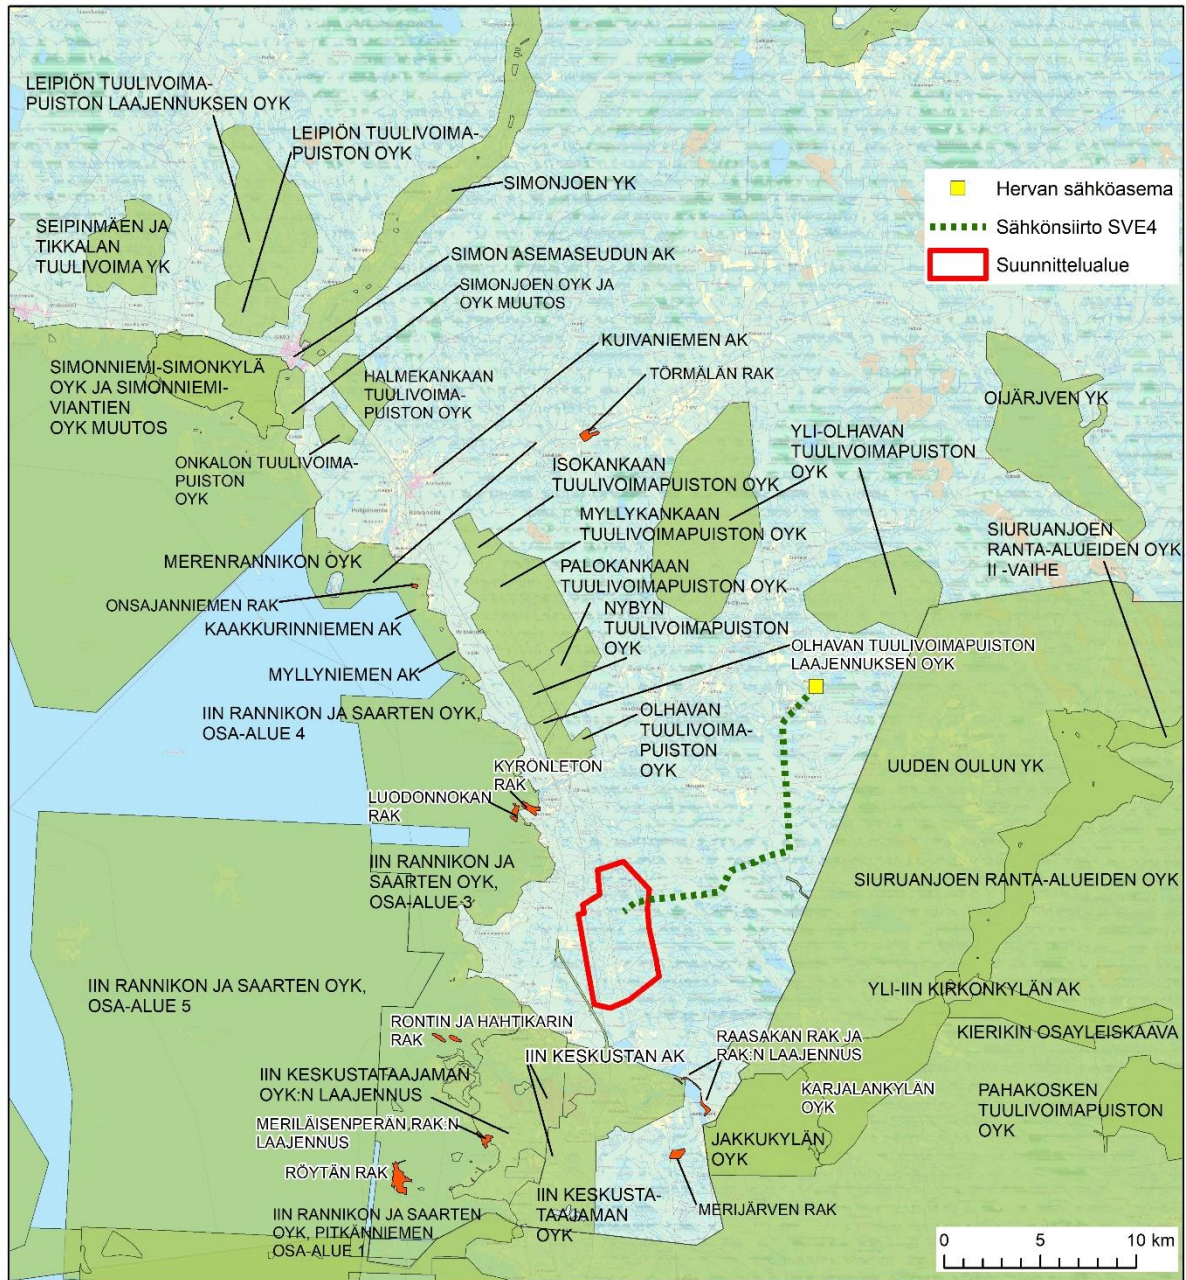 LEIPIÖN TUULIVOIMA-
PUISTON LAAJENNUKSEN OYK
LEIPIÖN TUULIVOIMA-
PUISTON OYK
SIMONJOEN YK
Hervan sähköasema
Sähkönsiirto SVE4
Suunnittelualue
SEIPINMÄEN JA
TIKKALAN
TUULIVOIMA YK
SIMON ASEMASEUDUN AK
SIMONJOEN OYK JA
OYK MUUTOS
KUIVANIEMEN AK
SIMONNIEMI-SIMONKYLÄ
OYK JA SIMONNIEMI-
VIANTIEN
OYK MUUTOS
HALMEKANKAAN
TUULIVOIMA-
PUISTON OYK
TÖRMÄLÄN RAK
OIJÄRJVEN YK
YLI-OLHAVAN
TUULIVOIMAPUISTON
OYK
ONKALON TUULIVOIMA-
PUISTON
OYK
ISOKANKAAN
TUULIVOIMAPUISTON OYK
MYLLYKANKAAN
TUULIVOIMAPUISTON OYK
SIURUANJOEN
RANTA-ALUEIDEN OYK
II -VAIHE
MERENRANNIKON OYK
PALOKANKAAN
TUULIVOIMAPUISTON OYK
ONSAJANNIEMEN RAK
NYBYN
TUULIVOIMAPUISTON
OYK
KAAKKURINNIEMEN AK
OLHAVAN TUULIVOIMAPUISTON
LAAJENNUKSEN OYK
MYLLYNIEMEN AK
IIN RANNIKON JA SAARTEN OYK,
OSA-ALUE 4
OLHAVAN
TUULIVOIMA-
PUISTON
OYK
KYRÖNLETON
RAK
UUDEN OULUN YK
LUODONNOKAN
RAK
IIN RANNIKON JA
SAARTEN OYK,
OSA-ALUE 3
SIURUANJOEN RANTA-ALUEIDEN OYK
IIN RANNIKON JA SAARTEN OYK,
OSA-ALUE 5
YLI-IIN KIRKONKYLÄN AK
RONTIN JA HAHTIKARIN
RAK
KIERIKIN OSAYLEISKAAVA
RAASAKAN RAK JA
RAK:N LAAJENNUS
IIN KESKUSTAN AK
IIN KESKUSTATAAJAMAN
OYK:N LAAJENNUS
KARJALANKYLÄN
OYK
PAHAKOSKEN
TUULIVOIMAPUISTON
OYK
MERILÄISENPERÄN RAK:N
LAAJENNUS
JAKKUKYLÄN
OYK
RÖYTÄN RAK
IIN KESKUSTA-
TAAJAMAN
OYK
MERIJÄRVEN RAK
IIN RANNIKON JA SAARTEN
OYK, PITKÄNNIEMEN
OSA-ALUE 1
0 5 10 km